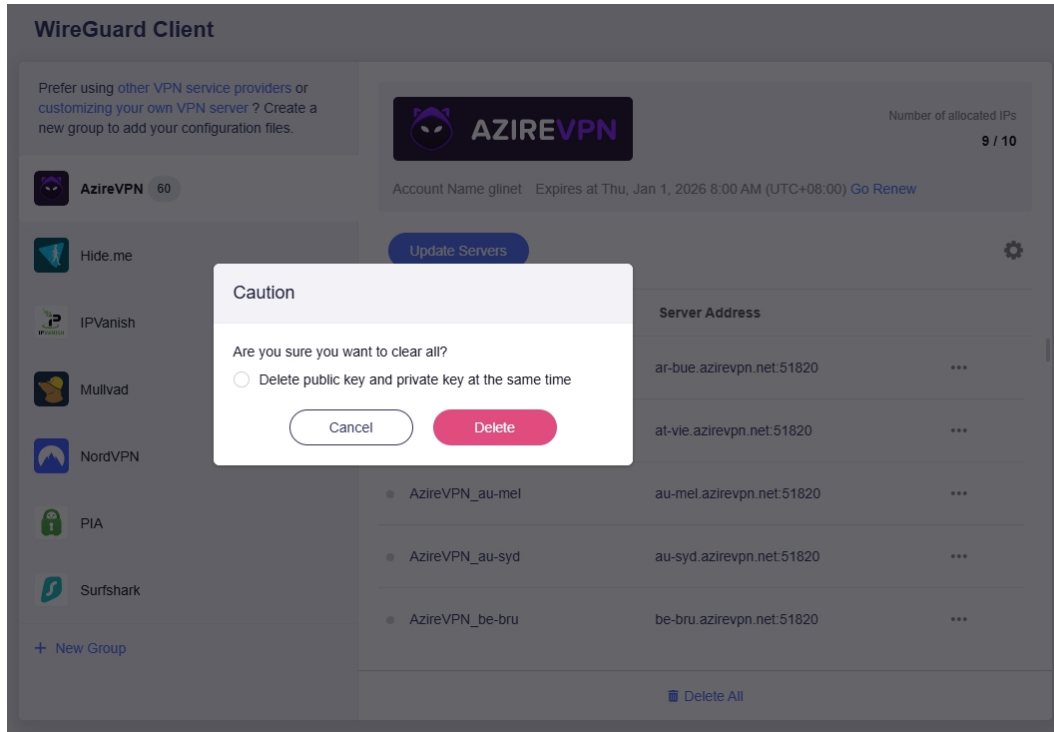 WireGuard Client
Prefer using other VPN service providers or
customizing your own VPN server ? Create a
new group to add your configuration files.
AzireVPN 60
Hide.me
IPVanish
Mullvad
NordVPN
PIA
Surfshark
+ New Group
AZIREVPN
Number of allocated IPs
9 / 10
Account Name glinet Expires at Thu, Jan 1, 2026 8:00 AM (UTC+08:00) Go Renew
Update Servers
Server Address
ar-bue.azirevpn.net:51820
at-vie.azirevpn.net:51820
AzireVPN_au-mel au-mel.azirevpn.net:51820
AzireVPN_au-syd au-syd.azirevpn.net:51820
AzireVPN_be-bru be-bru.azirevpn.net:51820
Delete All
Caution
Are you sure you want to clear all?
Delete public key and private key at the same time
Cancel Delete